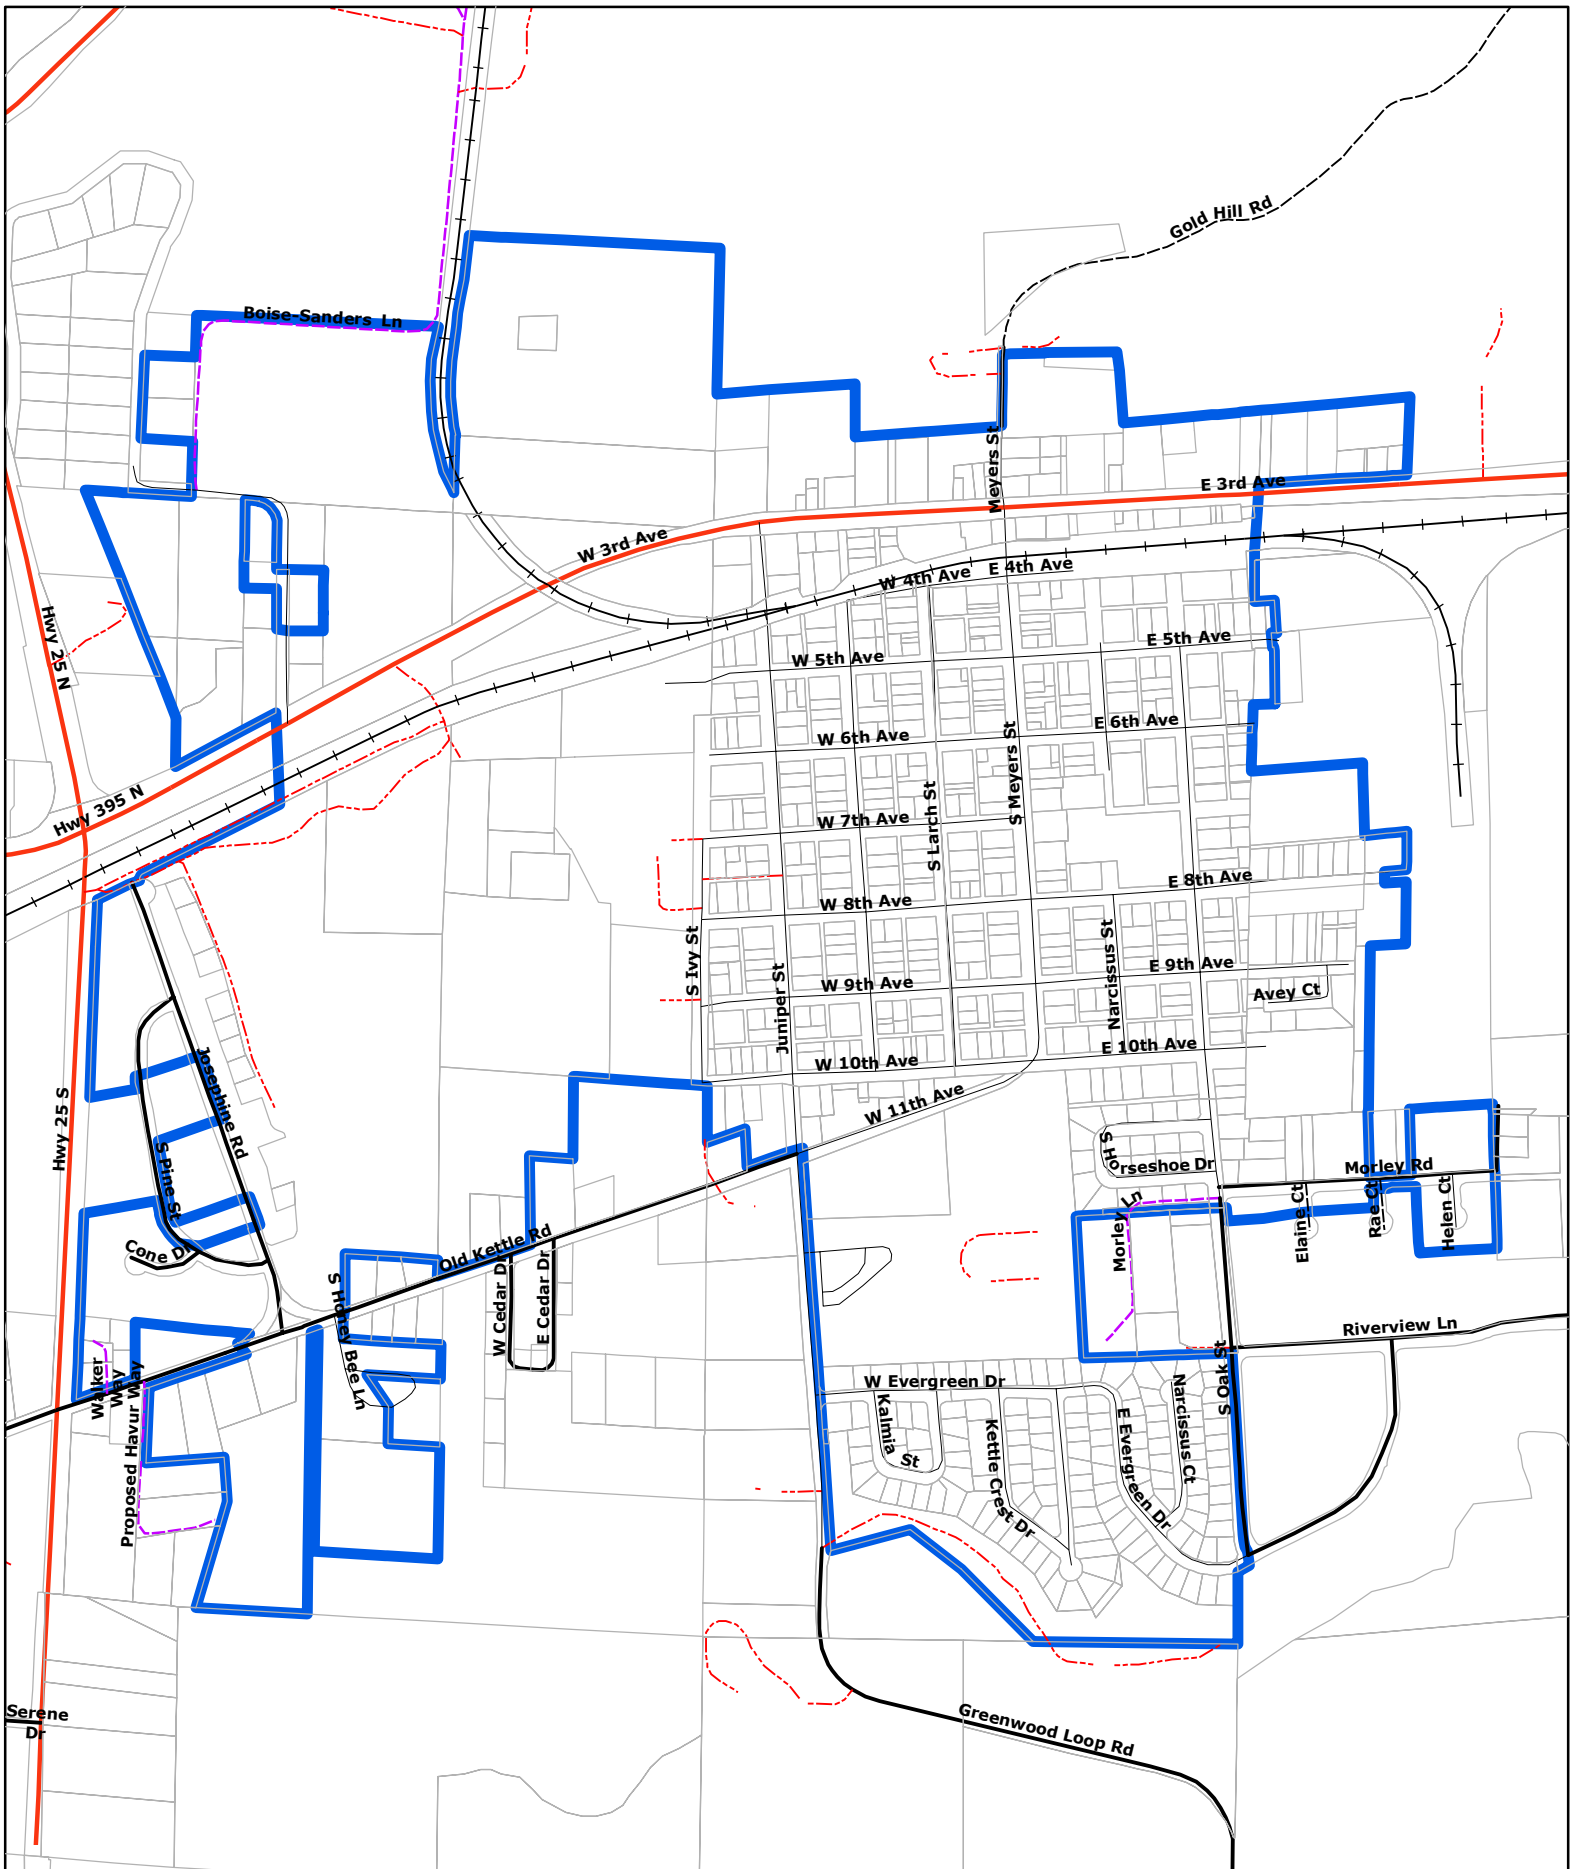 Gold Hill Rd
Boise-Sanders Ln
Meyers St
E 3rd Ave
W 3rd Ave
E 4th Ave
W 4th Ave
Hwy 25 N
E 5th Ave
W 5th Ave
E 6th Ave
W 6th Ave
S Meyers St
Hwy 395 N
S Larch St
W 7th Ave
E 8th Ave
W 8th Ave
S Ivy St
Juniper St
Narcissus St
E 9th Ave
W 9th Ave
Avey Ct
E 10th Ave
W 10th Ave
W 11th Ave
Hwy 25 S
Josephine Rd
S Pine St
Cone Dr
S Horseshoe Dr
Morley Rd
Morley Ln
Elaine Ct
Rae Ct
Helen Ct
Old Kettle Rd
W Cedar Dr
E Cedar Dr
S Honey Bee Ln
Riverview Ln
S Oak St
Walker
Way
Proposed Havur Way
W Evergreen Dr
Kalmia St
Kettle Crest Dr
E Evergreen Dr
Narcissus Ct
Serene
Dr
Greenwood Loop Rd